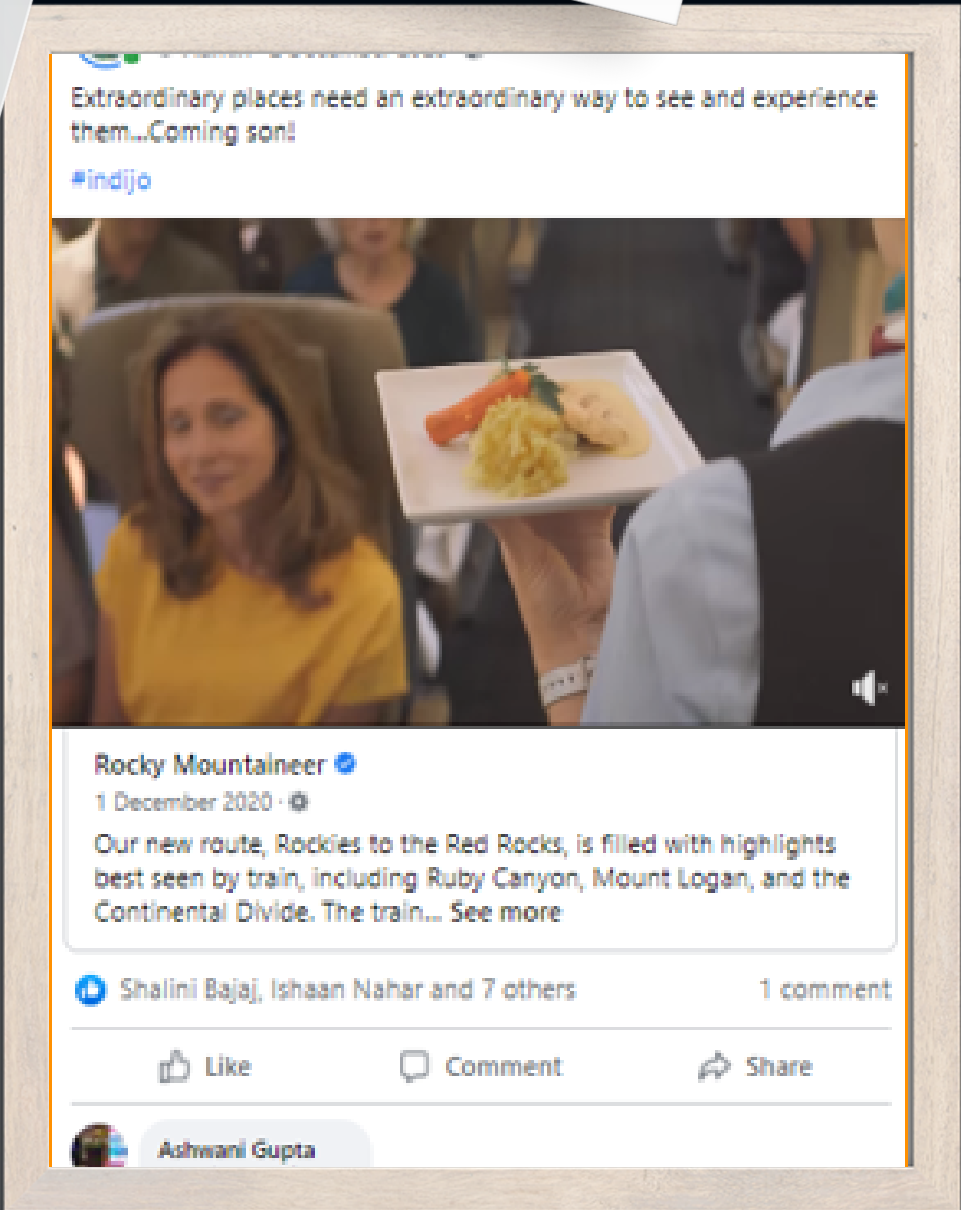 Extraordinary places need an extraordinary way to see and experience
them...Coming son!
#indijo
Rocky Mountaineer
1 December 2020 ·
Our new route, Rockies to the Red Rocks, is filled with highlights
best seen by train, including Ruby Canyon, Mount Logan, and the
Continental Divide. The train... See more
Shalini Bajaj, Ishaan Nahar and 7 others 1 comment
Like Comment Share
Ashwani Gupta